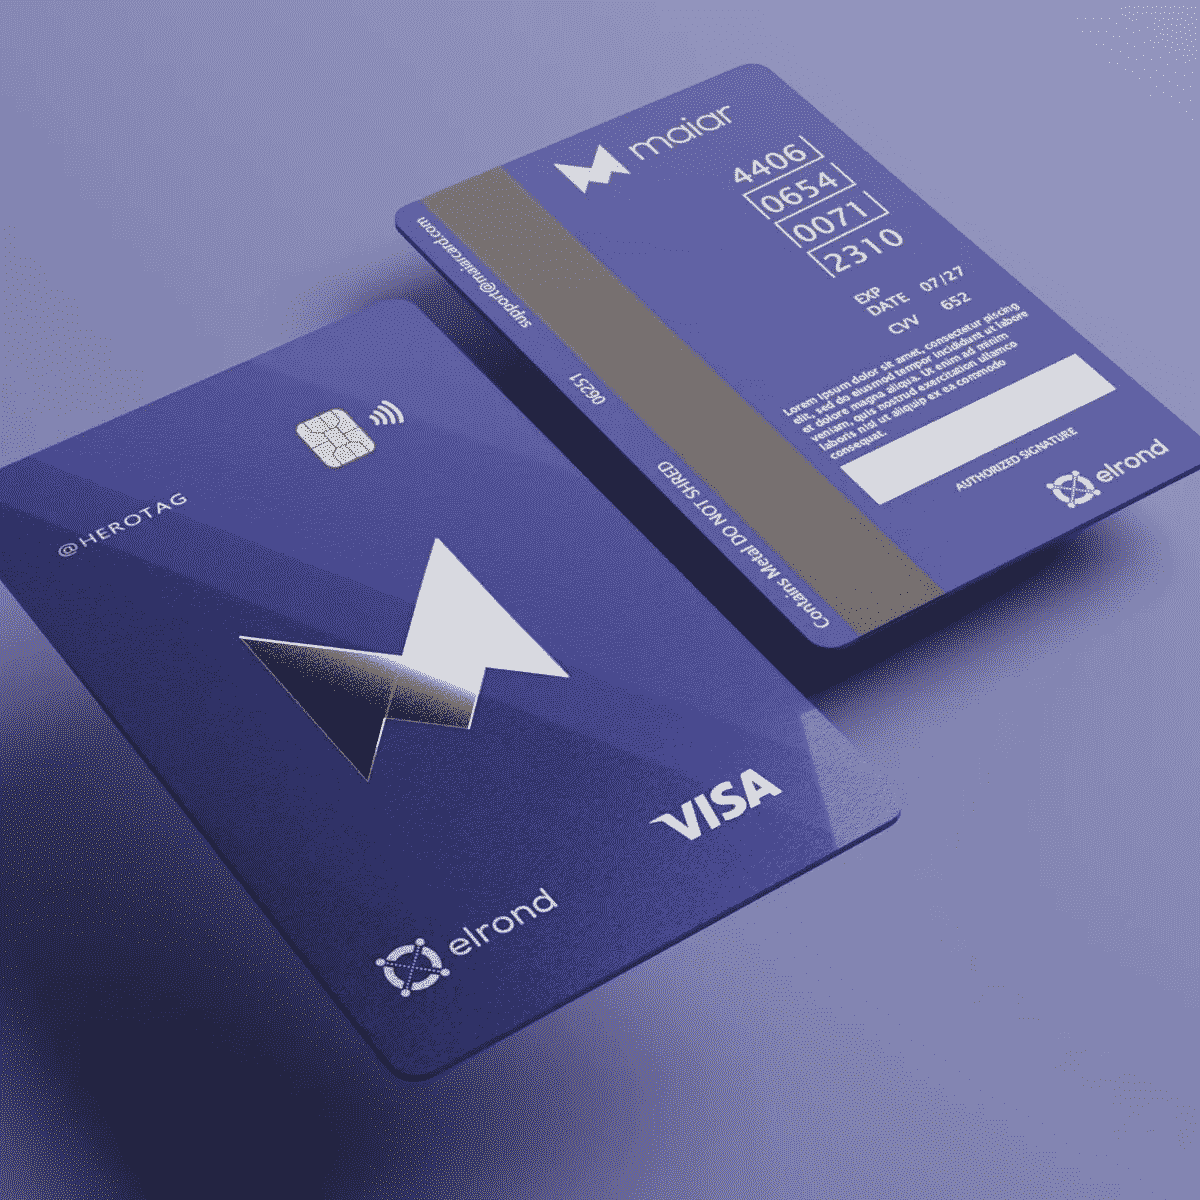 @HEROTAG
VISA
elrond
maiar
4406
0654
0071
2310
EXP
DATE 07/27
CVV 652
Lorem ipsum dolor sit amet, consectetur piscing
elit, sed do eiusmod tempor incididunt ut labore
et dolore magna aliqua. Ut enim ad minim
veniam, quis nostrud exercitation ullamco
laboris nisi ut aliquip ex ea commodo
consequat.
AUTHORIZED SIGNATURE
elrond
support@maiarcard.com
06251
Contains Metal DO NOT SHRED